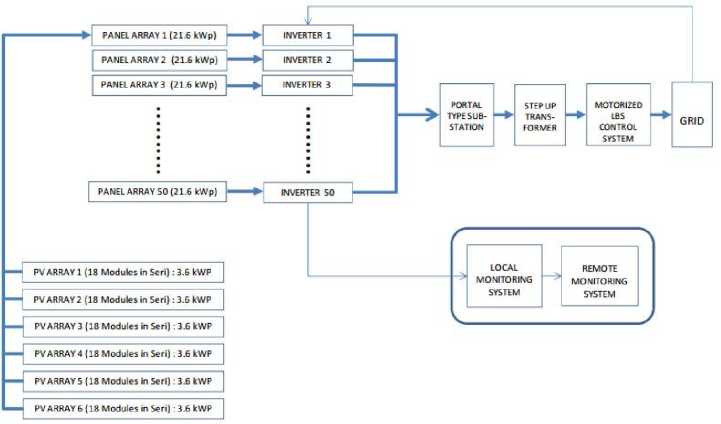 PANEL ARRAY 1 (21.6 kWp)
INVERTER 1
PANEL ARRAY 2 (21.6 kWp)
INVERTER 2
PANEL ARRAY 3 (21.6 kWp)
INVERTER 3
PORTAL
TYPE SUB-
STATION
STEP UP
TRANS-
FORMER
MOTORIZED
LBS
CONTROL
SYSTEM
GRID
PANEL ARRAY 50 (21.6 kWp)
INVERTER 50
LOCAL
MONITORING
SYSTEM
REMOTE
MONITORING
SYSTEM
PV ARRAY 1 (18 Modules in Seri) : 3.6 kWP
PV ARRAY 2 (18 Modules in Seri) : 3.6 kWP
PV ARRAY 3 (18 Modules in Seri) : 3.6 kWP
PV ARRAY 4 (18 Modules in Seri) : 3.6 kWP
PV ARRAY 5 (18 Modules in Seri) : 3.6 kWP
PV ARRAY 6 (18 Modules in Seri) : 3.6 kWP